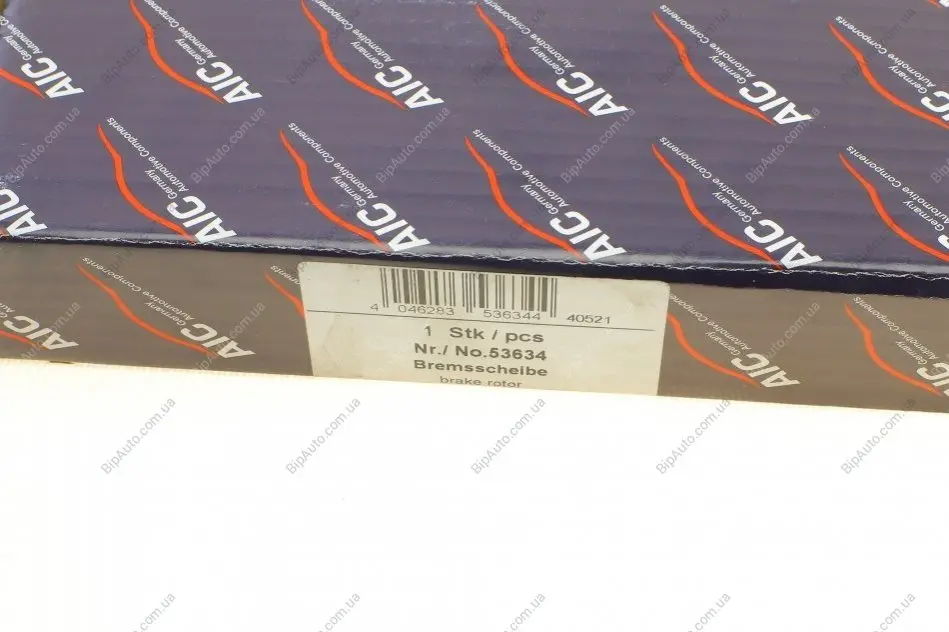 AIC Germany
Automotive Components
4 046283 536344 40521
1 Stk / pcs
Nr./ No.53634
Bremsscheibe
brake rotor
BipAuto.com.ua